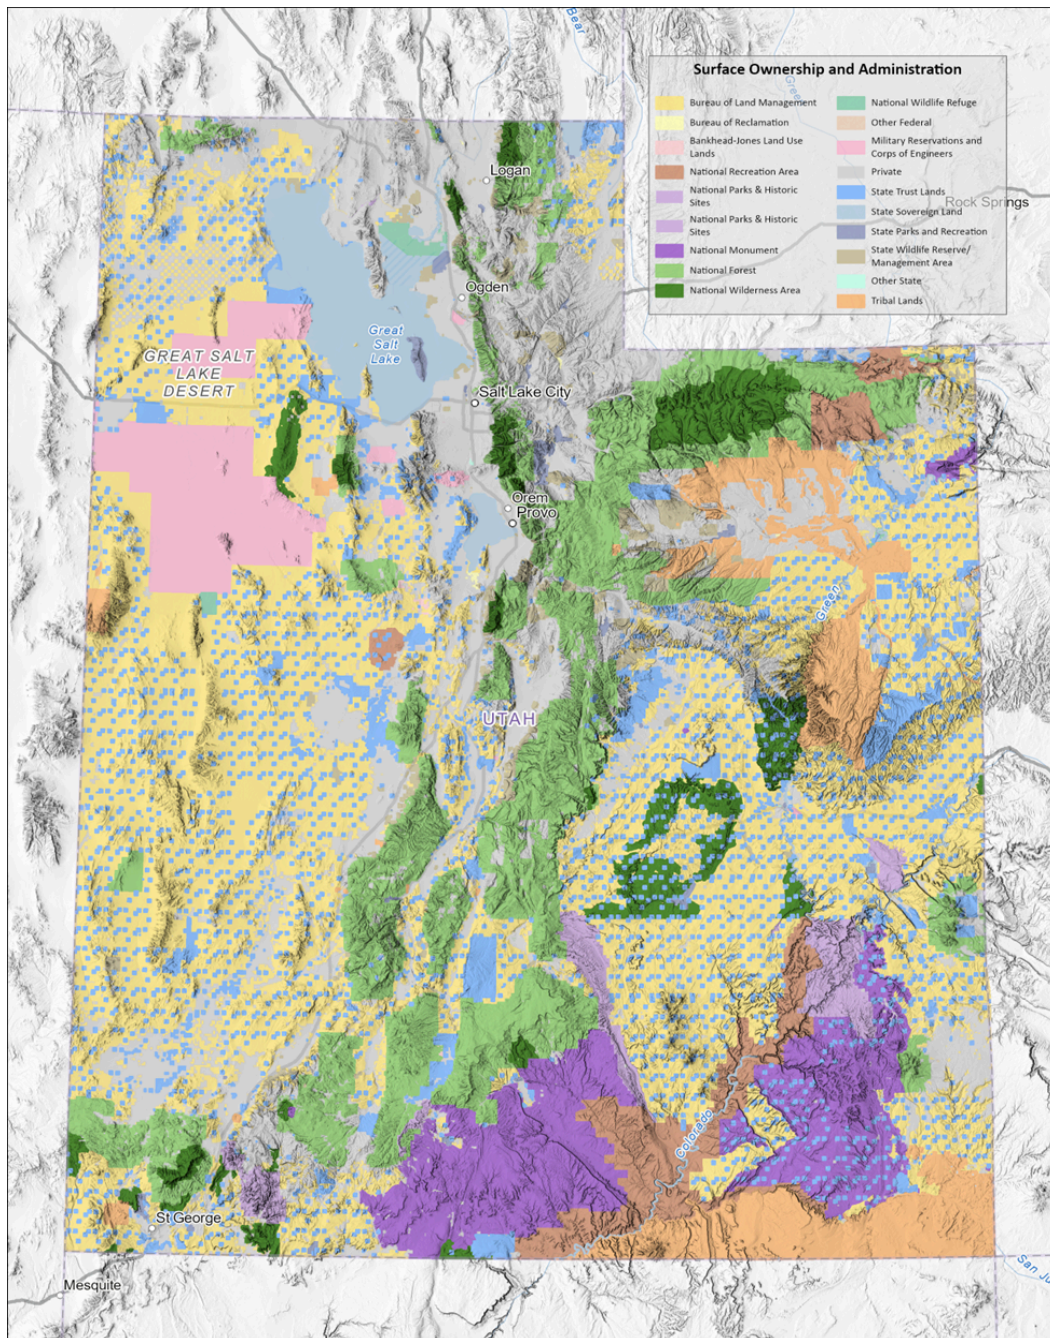 Bear
Surface Ownership and Administration
Green
Bureau of Land Management
Bureau of Reclamation
Bankhead-Jones Land Use
Lands
National Recreation Area
National Parks & Historic
Sites
National Parks & Historic
Sites
National Monument
National Forest
National Wilderness Area
National Wildlife Refuge
Other Federal
Military Reservations and
Corps of Engineers
Private
State Trust Lands
State Sovereign Land
State Parks and Recreation
State Wildlife Reserve/
Management Area
Other State
Tribal Lands
Rock Springs
Logan
Ogden
Great
Salt
Lake
GREAT SALT
LAKE
DESERT
Salt Lake City
Orem
Provo
Green
UTAH
Colorado
St George
Mesquite
San Ju